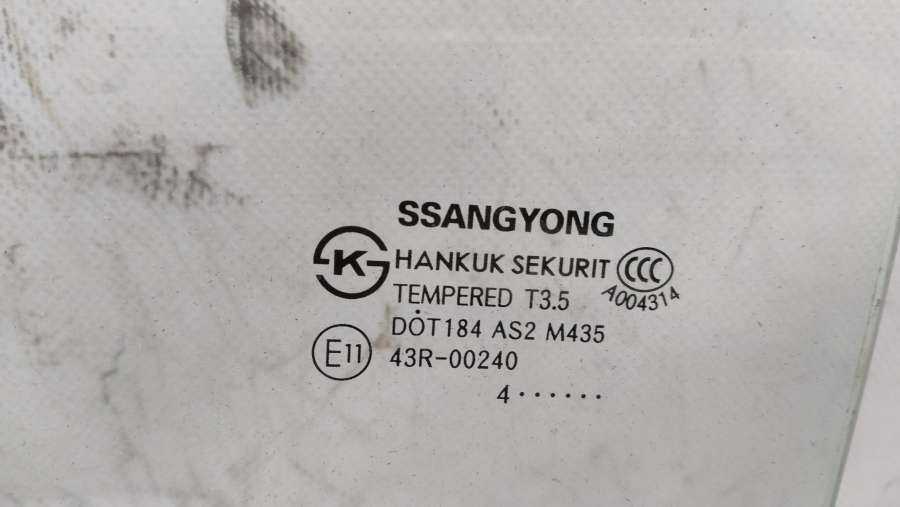 SSANGYONG
K HANKUK SEKURIT CCC
TEMPERED T3.5 A004314
DOT184 AS2 M435
E11 43R-00240
4······